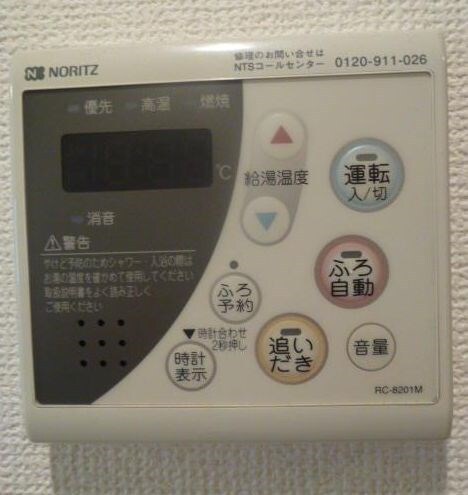 NORITZ
修理のお問い合せは
NTSコールセンター 0120-911-026
優先 高温 燃焼
℃
給湯温度
運転
入/切
消音
⚠警告
やけど予防のためシャワー・入浴の際は
お湯の温度を確かめて使用してください
取扱説明書をよく読み正しく
ご使用ください
ふろ
自動
ふろ
予約
▼時計合わせ
2秒押し
時計
表示
追い
だき
音量
RC-8201M